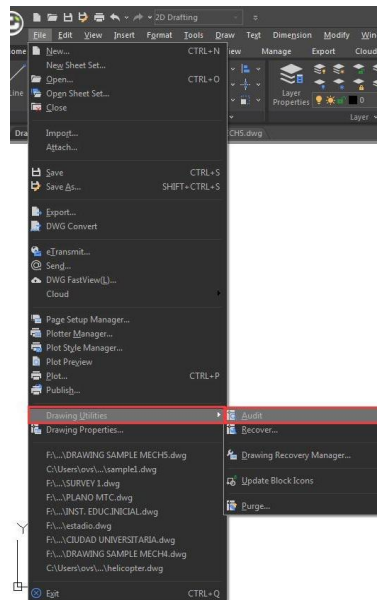 2D Drafting
File Edit View Insert Format Tools Draw Text Dimension Modify
Manage Export Cloud
New... CTRL+N
New Sheet Set...
Open... CTRL+O
Open Sheet Set...
Close
Line
Layer
Properties
0
Layer
Import...
Attach...
Save CTRL+S
Save As... SHIFT+CTRL+S
Export...
DWG Convert
eTransmit...
Send...
DWG FastView(L)...
Cloud
Page Setup Manager...
Plotter Manager...
Plot Style Manager...
Plot Preview
Plot... CTRL+P
Publish...
Drawing Utilities Audit
Drawing Properties... Recover...
Drawing Recovery Manager...
Update Block Icons
Purge...
F:\...\DRAWING SAMPLE MECH5.dwg
C:\Users\ovs\...\sample1.dwg
F:\...\SURVEY 1.dwg
F:\...\PLANO MTC.dwg
F:\...\INST. EDUC.INICIAL.dwg
F:\...\estadio.dwg
F:\...\CIUDAD UNIVERSITARIA.dwg
F:\...\DRAWING SAMPLE MECH4.dwg
C:\Users\ovs\...\helicopter.dwg
Y
Exit CTRL+Q